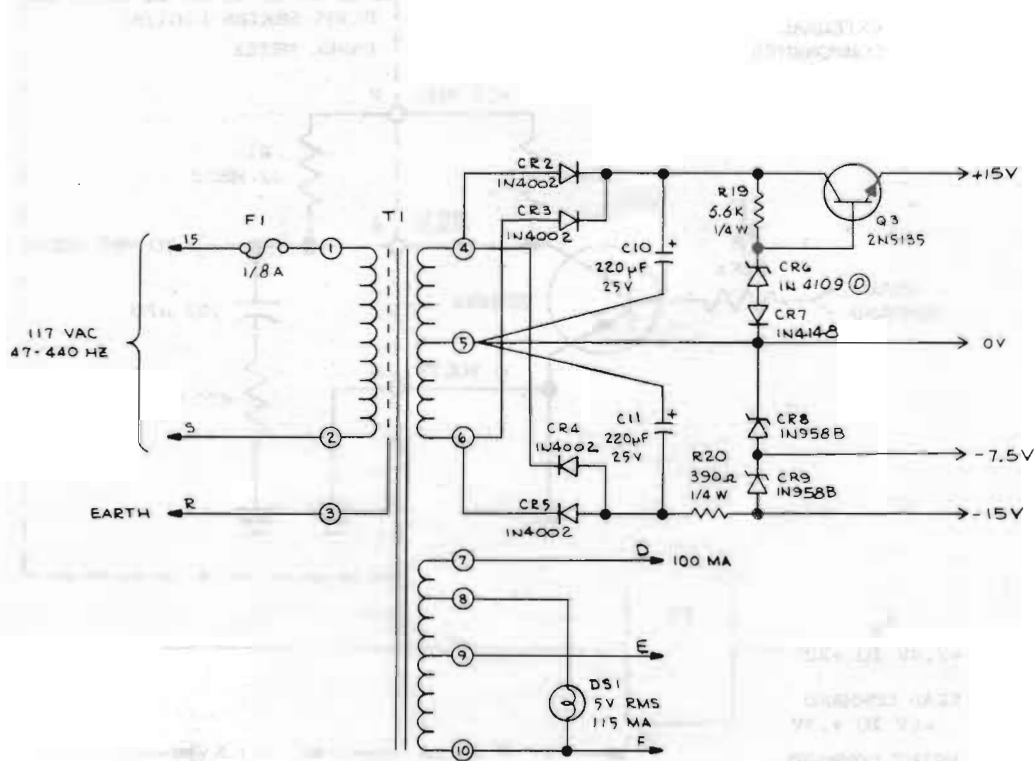 CR2
1N4002
CR3
1N4002
R19
5.6K
1/4W
+15V
Q3
2N5135
F1
T1
15
1
4
1/8A
C10
+
220µF
25V
CR6
1N 4109 D
CR7
1N4148
117 VAC
47-440 HZ
5
0V
S
2
6
CR4
1N4002
C11
+
220µF
25V
CR8
1N958B
R20
390Ω
1/4 W
-7.5V
CR9
1N958B
EARTH
R
3
CR5
1N4002
-15V
7
D
100 MA
8
9
E
DS1
5V RMS
115 MA
10
F